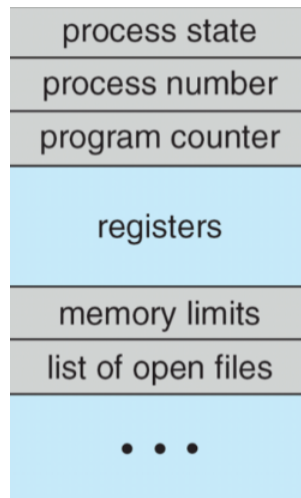 process state
process number
program counter
registers
memory limits
list of open files
• • •